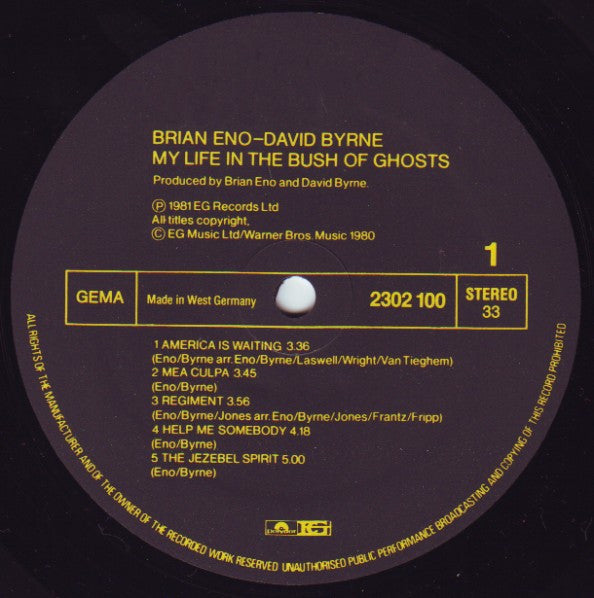 BRIAN ENO–DAVID BYRNE
MY LIFE IN THE BUSH OF GHOSTS
Produced by Brian Eno and David Byrne.
Ⓟ 1981 EG Records Ltd
All titles copyright,
© EG Music Ltd/Warner Bros. Music 1980
1
GEMA
Made in West Germany
2302 100
STEREO
33
1 AMERICA IS WAITING 3.36
(Eno/Byrne arr. Eno/Byrne/Laswell/Wright/Van Tieghem)
2 MEA CULPA 3.45
(Eno/Byrne)
3 REGIMENT 3.56
(Eno/Byrne/Jones arr. Eno/Byrne/Jones/Frantz/Fripp)
4 HELP ME SOMEBODY 4.18
(Eno/Byrne)
5 THE JEZEBEL SPIRIT 5.00
(Eno/Byrne)
Polydor EG
ALL RIGHTS OF THE MANUFACTURER AND OF THE OWNER OF THE RECORDED WORK RESERVED UNAUTHORISED PUBLIC PERFORMANCE BROADCASTING AND COPYING OF THIS RECORD PROHIBITED